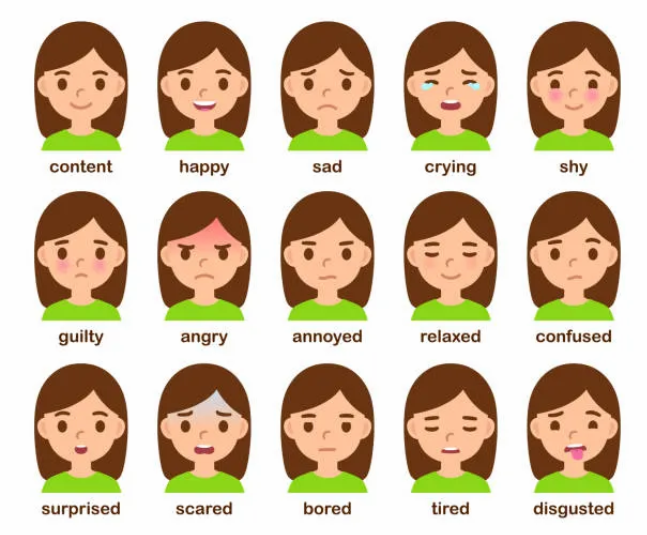 content happy sad crying shy
guilty angry annoyed relaxed confused
surprised scared bored tired disgusted